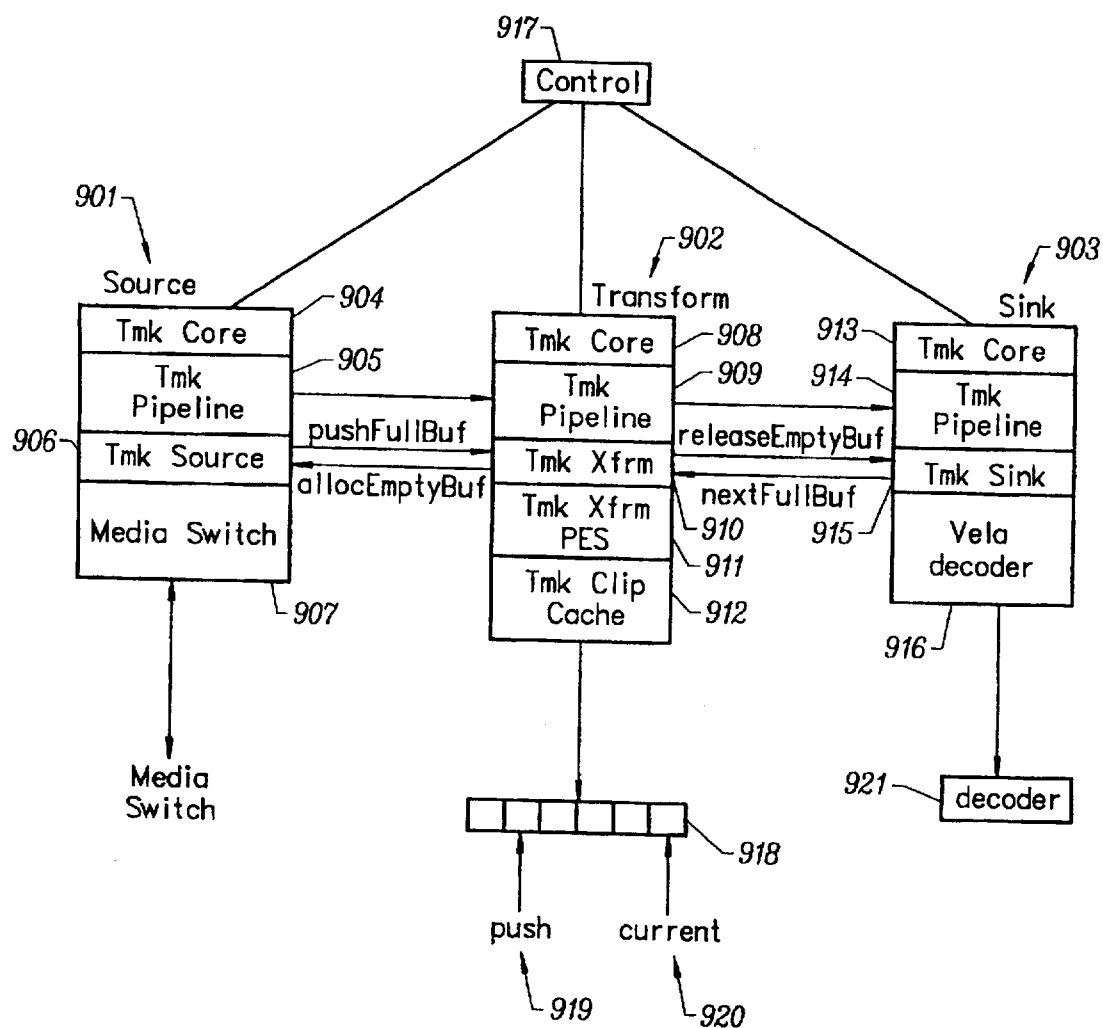 917
Control
901
Source
904
Tmk Core
905
Tmk
Pipeline
906
Tmk Source
Media Switch
907
Media
Switch
pushFullBuf
allocEmptyBuf
902
Transform
908
Tmk Core
909
Tmk
Pipeline
Tmk Xfrm
910
Tmk Xfrm
PES
911
Tmk Clip
Cache
912
releaseEmptyBuf
nextFullBuf
903
Sink
913
Tmk Core
914
Tmk
Pipeline
Tmk Sink
915
Vela
decoder
916
921
decoder
918
push
current
919
920